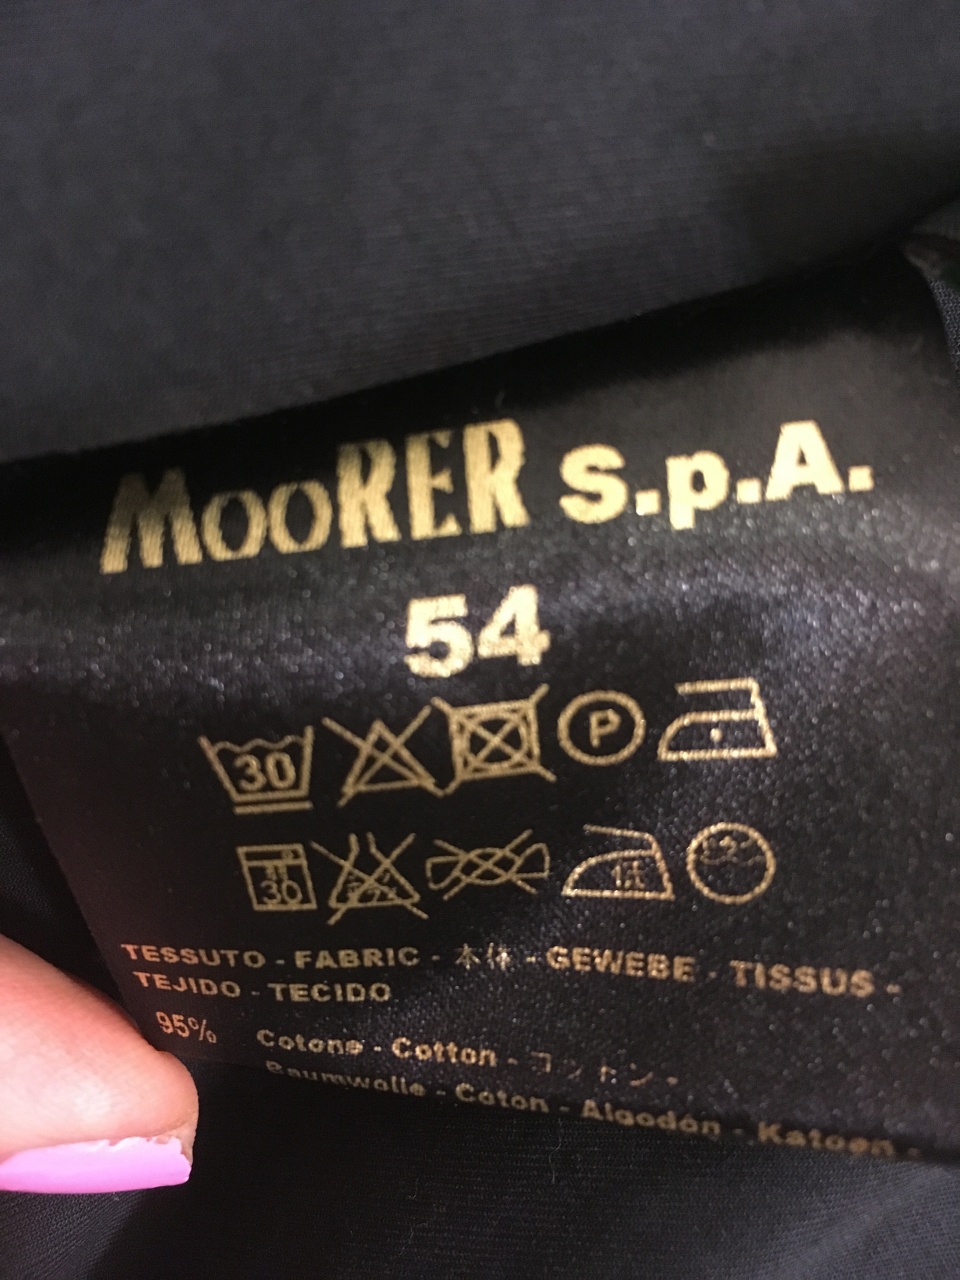 MooRER s.p.A.
54
30
P
30
TESSUTO - FABRIC - 本体 - GEWEBE - TISSUS -
TEJIDO - TECIDO
95% Cotone - Cotton - コットン -
Baumwolle - Coton - Algodón - Katoen -